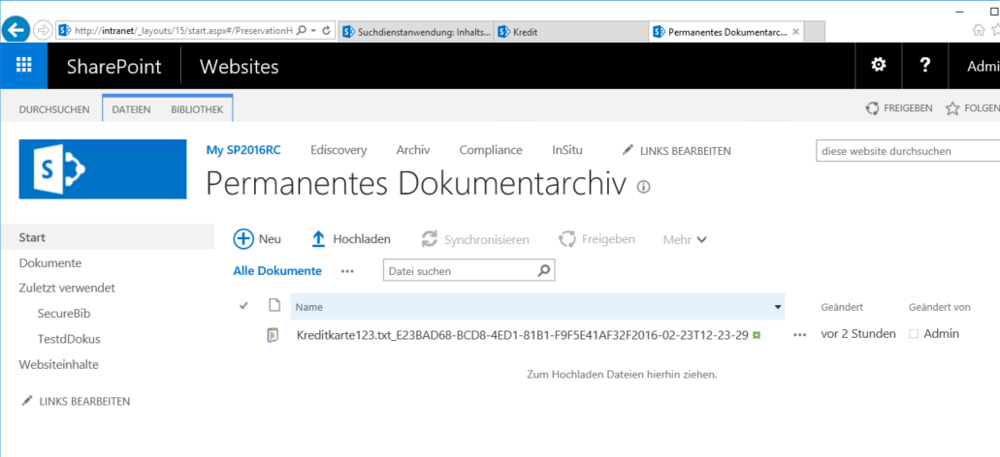 http://intranet/_layouts/15/start.aspx#/PreservationH
Suchdienstanwendung: Inhalts...
Kredit
Permanentes Dokumentarc...
SharePoint
Websites
?
Admi
DURCHSUCHEN
DATEIEN
BIBLIOTHEK
FREIGEBEN
FOLGEN
S
My SP2016RC
Ediscovery
Archiv
Compliance
InSitu
LINKS BEARBEITEN
diese website durchsuchen
Permanentes Dokumentarchiv
Start
Dokumente
Zuletzt verwendet
SecureBib
TestdDokus
Websiteinhalte
LINKS BEARBEITEN
Neu
Hochladen
Synchronisieren
Freigeben
Mehr
Alle Dokumente
...
Datei suchen
Name
Geändert
Geändert von
Kreditkarte123.txt_E23BAD68-BCD8-4ED1-81B1-F9F5E41AF32F2016-02-23T12-23-29
...
vor 2 Stunden
Admin
Zum Hochladen Dateien hierhin ziehen.